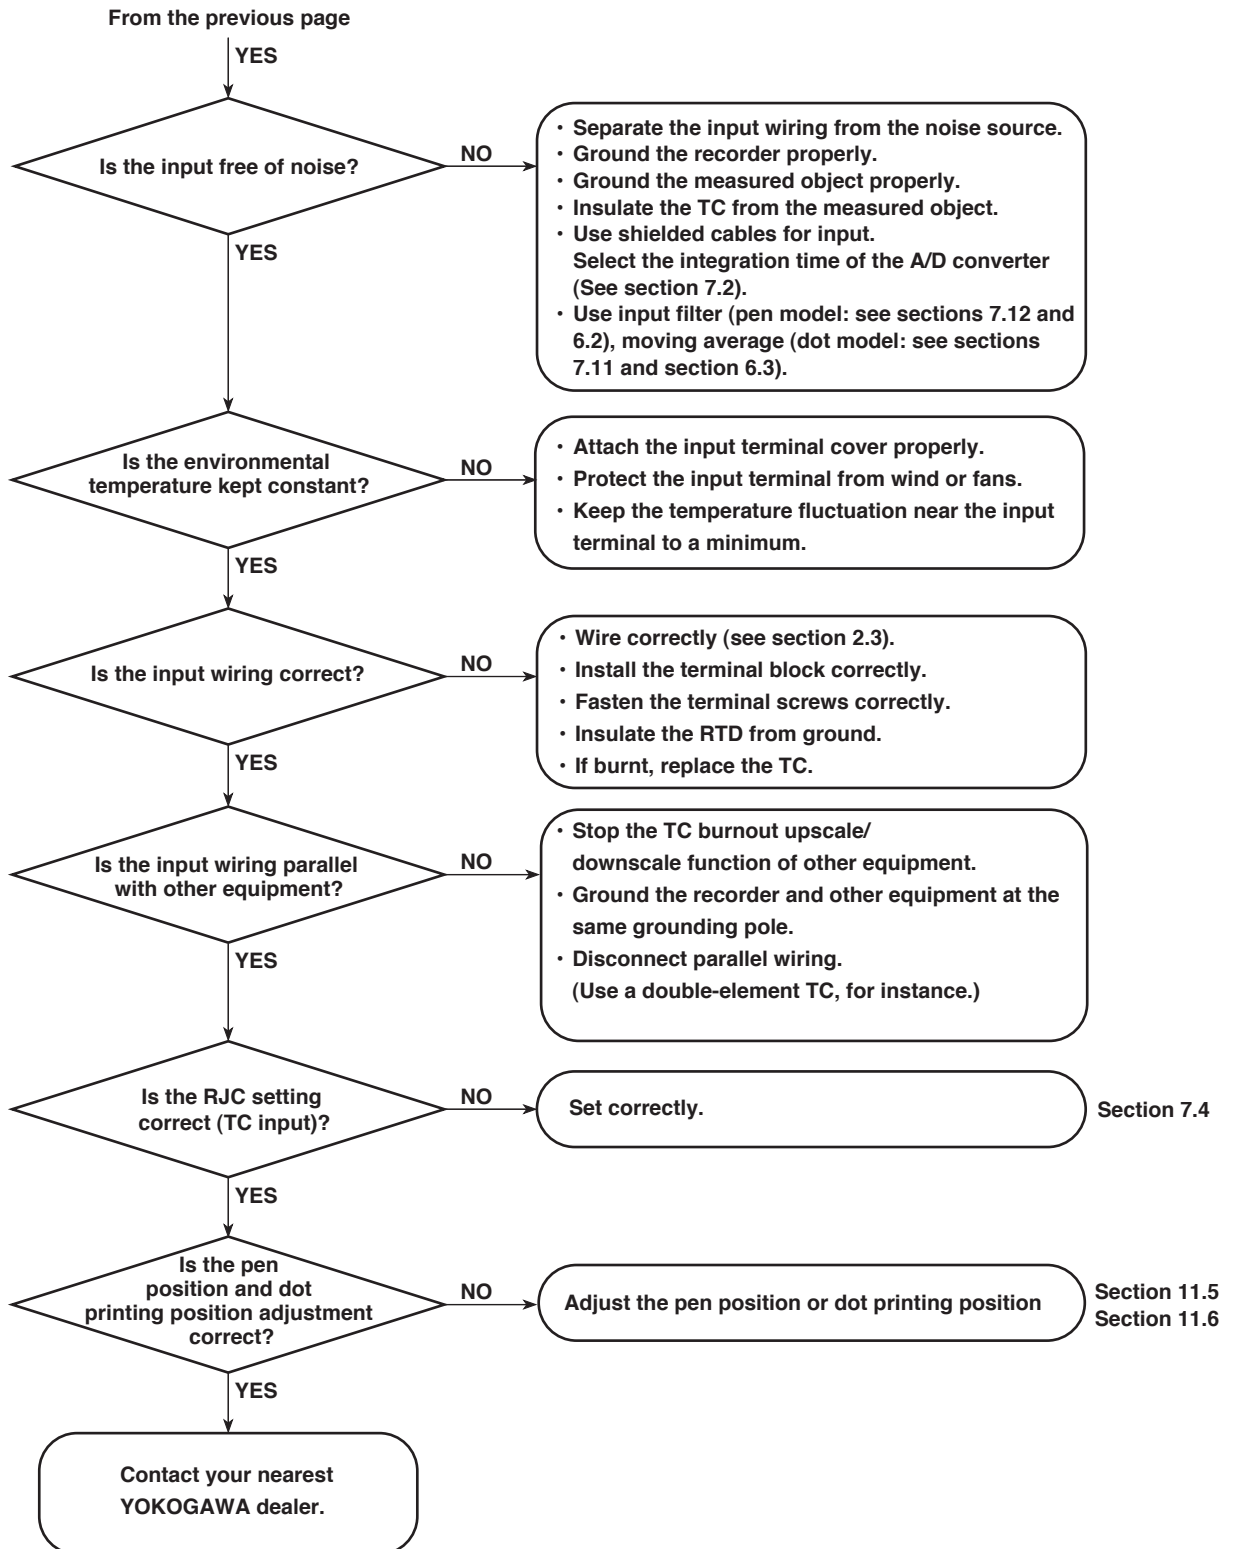 From the previous page
YES
Is the input free of noise?
NO
· Separate the input wiring from the noise source.
· Ground the recorder properly.
· Ground the measured object properly.
· Insulate the TC from the measured object.
· Use shielded cables for input.
Select the integration time of the A/D converter
(See section 7.2).
· Use input filter (pen model: see sections 7.12 and
6.2), moving average (dot model: see sections
7.11 and section 6.3).
YES
Is the environmental
temperature kept constant?
NO
· Attach the input terminal cover properly.
· Protect the input terminal from wind or fans.
· Keep the temperature fluctuation near the input
terminal to a minimum.
YES
Is the input wiring correct?
NO
· Wire correctly (see section 2.3).
· Install the terminal block correctly.
· Fasten the terminal screws correctly.
· Insulate the RTD from ground.
· If burnt, replace the TC.
YES
Is the input wiring parallel
with other equipment?
NO
· Stop the TC burnout upscale/
downscale function of other equipment.
· Ground the recorder and other equipment at the
same grounding pole.
· Disconnect parallel wiring.
(Use a double-element TC, for instance.)
YES
Is the RJC setting
correct (TC input)?
NO
Set correctly.
Section 7.4
YES
Is the pen
position and dot
printing position adjustment
correct?
NO
Adjust the pen position or dot printing position
Section 11.5
Section 11.6
YES
Contact your nearest
YOKOGAWA dealer.